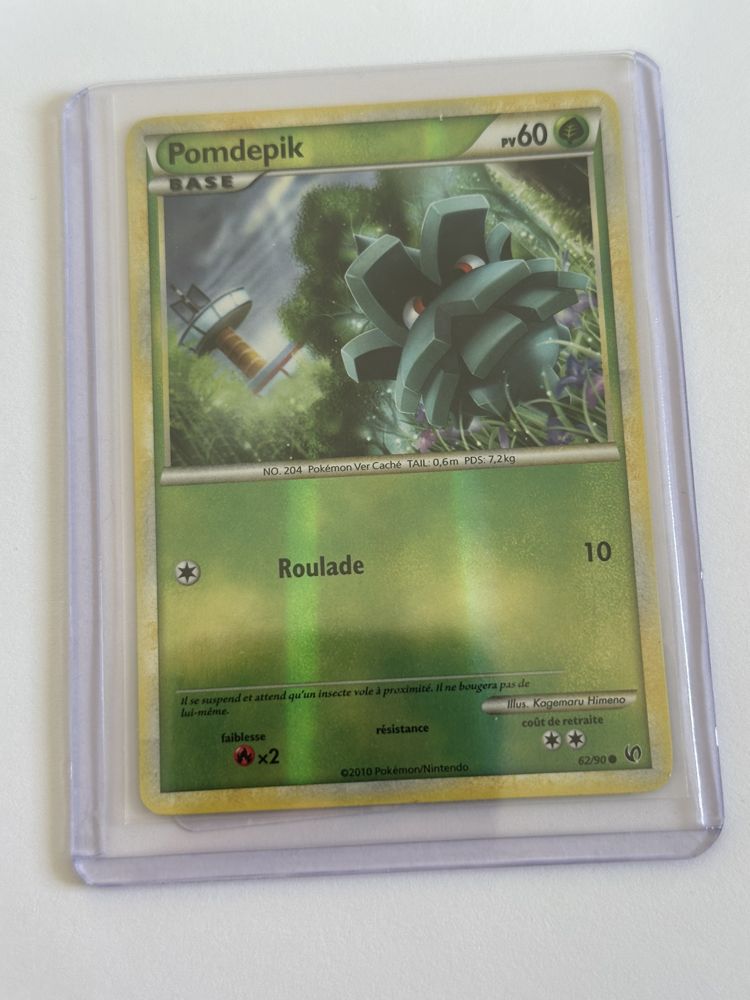 Pomdepik
PV60
BASE
NO. 204 Pokémon Ver Caché TAIL: 0,6m PDS: 7,2kg
Roulade
10
Il se suspend et attend qu'un insecte vole à proximité. Il ne bougera pas de
lui-même.
Illus. Kagemaru Himeno
faiblesse
×2
résistance
coût de retraite
©2010 Pokémon/Nintendo
62/90